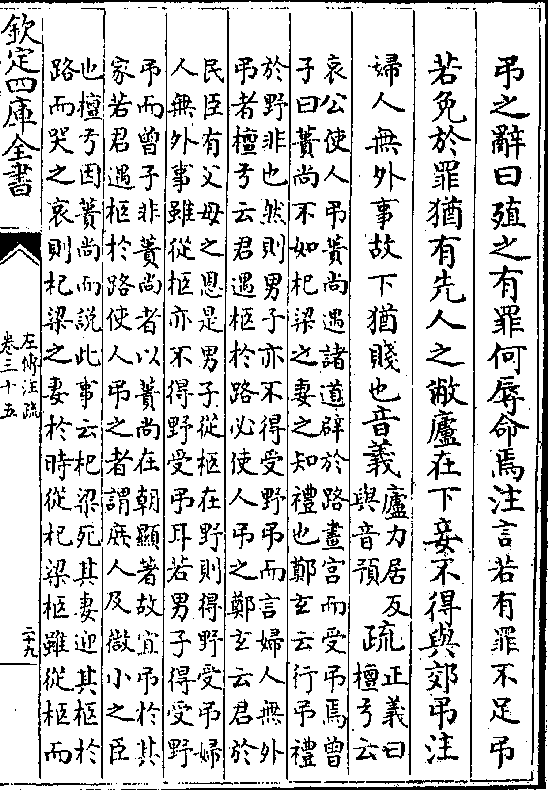 弔之辭曰殖之有罪何辱命焉注言若有罪不足弔
若免於罪猶有先人之敝廬在下妾不得與郊弔注
婦人無外事故下猶賤也音義廬力居反與音預疏正義曰檀弓云
哀公使人弔蕢尚遇諸道辟於路畫宮而受弔焉曾
子曰蕢尚不如杞梁之妻之知禮也鄭玄云行弔禮
於野非也然則男子亦不得受野弔而言婦人無外
弔者檀弓云君遇柩於路必使人弔之鄭玄云君於
民臣有父母之恩是男子從柩在野則得野受弔婦
人無外事雖從柩亦不得野受弔耳若男子得受野
弔而曾子非蕢尚者以蕢尚在朝顯著故宜弔於其
家若君遇柩於路使人弔之者謂庶人及微小之臣
也檀弓因蕢尚而說此事云杞梁死其妻迎其柩於
路而哭之哀則杞梁之妻於時從杞梁柩雖從柩而
欽定四庫全書
左傳注疏
卷三十五
二十九